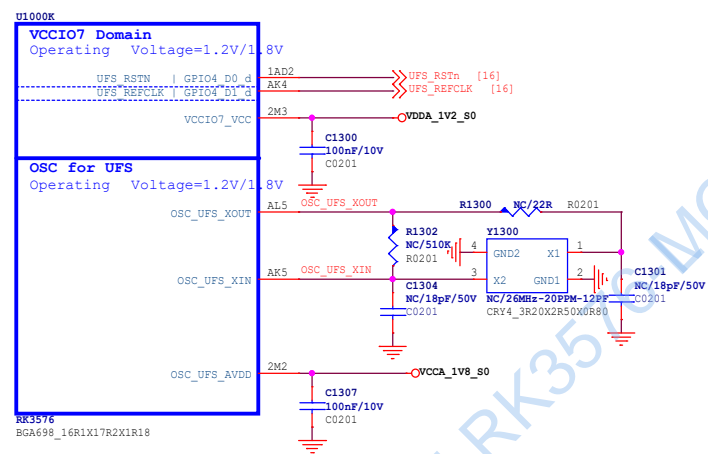 U1000K
VCCIO7 Domain
Operating Voltage=1.2V/1.8V
UFS_RSTN | GPIO4_D0_d
1AD2
UFS_RSTn [16]
UFS_REFCLK | GPIO4_D1_d
AK4
UFS_REFCLK [16]
VCCIO7_VCC
2M3
VDDA_1V2_S0
C1300
100nF/10V
C0201
OSC for UFS
Operating Voltage=1.2V/1.8V
OSC_UFS_XOUT
AL5
OSC_UFS_XOUT
R1300
NC/22R
R0201
R1302
NC/510K
R0201
Y1300
4
GND2
X1
1
3
X2
GND1
2
NC/26MHz-20PPM-12PF
CRY4_3R20X2R50X0R80
C1301
NC/18pF/50V
C0201
OSC_UFS_XIN
AK5
OSC_UFS_XIN
C1304
NC/18pF/50V
C0201
OSC_UFS_AVDD
2M2
VCCA_1V8_S0
C1307
100nF/10V
C0201
RK3576
BGA698_16R1X17R2X1R18
RK3576-MO